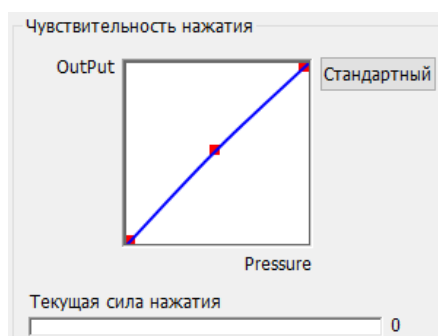 Чувствительность нажатия
OutPut
Стандартный
Pressure
Текущая сила нажатия
0